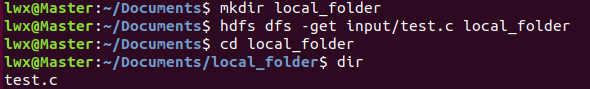 lwx@Master:~/Documents$ mkdir local_folder
lwx@Master:~/Documents$ hdfs dfs -get input/test.c local_folder
lwx@Master:~/Documents$ cd local_folder
lwx@Master:~/Documents/local_folder$ dir
test.c